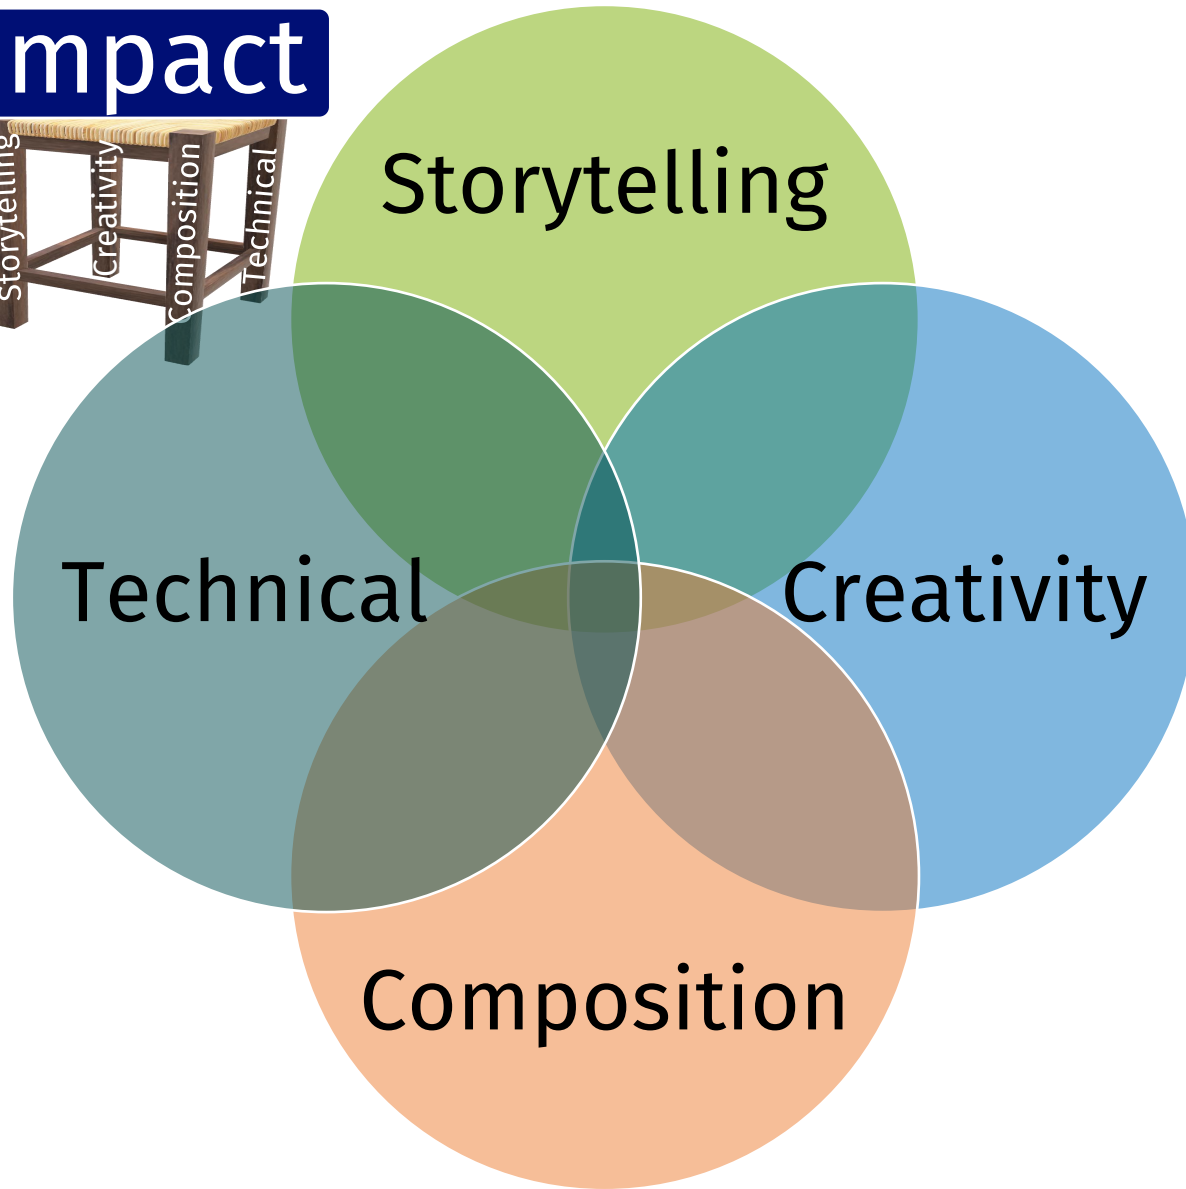 mpact
Storytelling
Creativity
Composition
Technical
Storytelling
Technical
Creativity
Composition